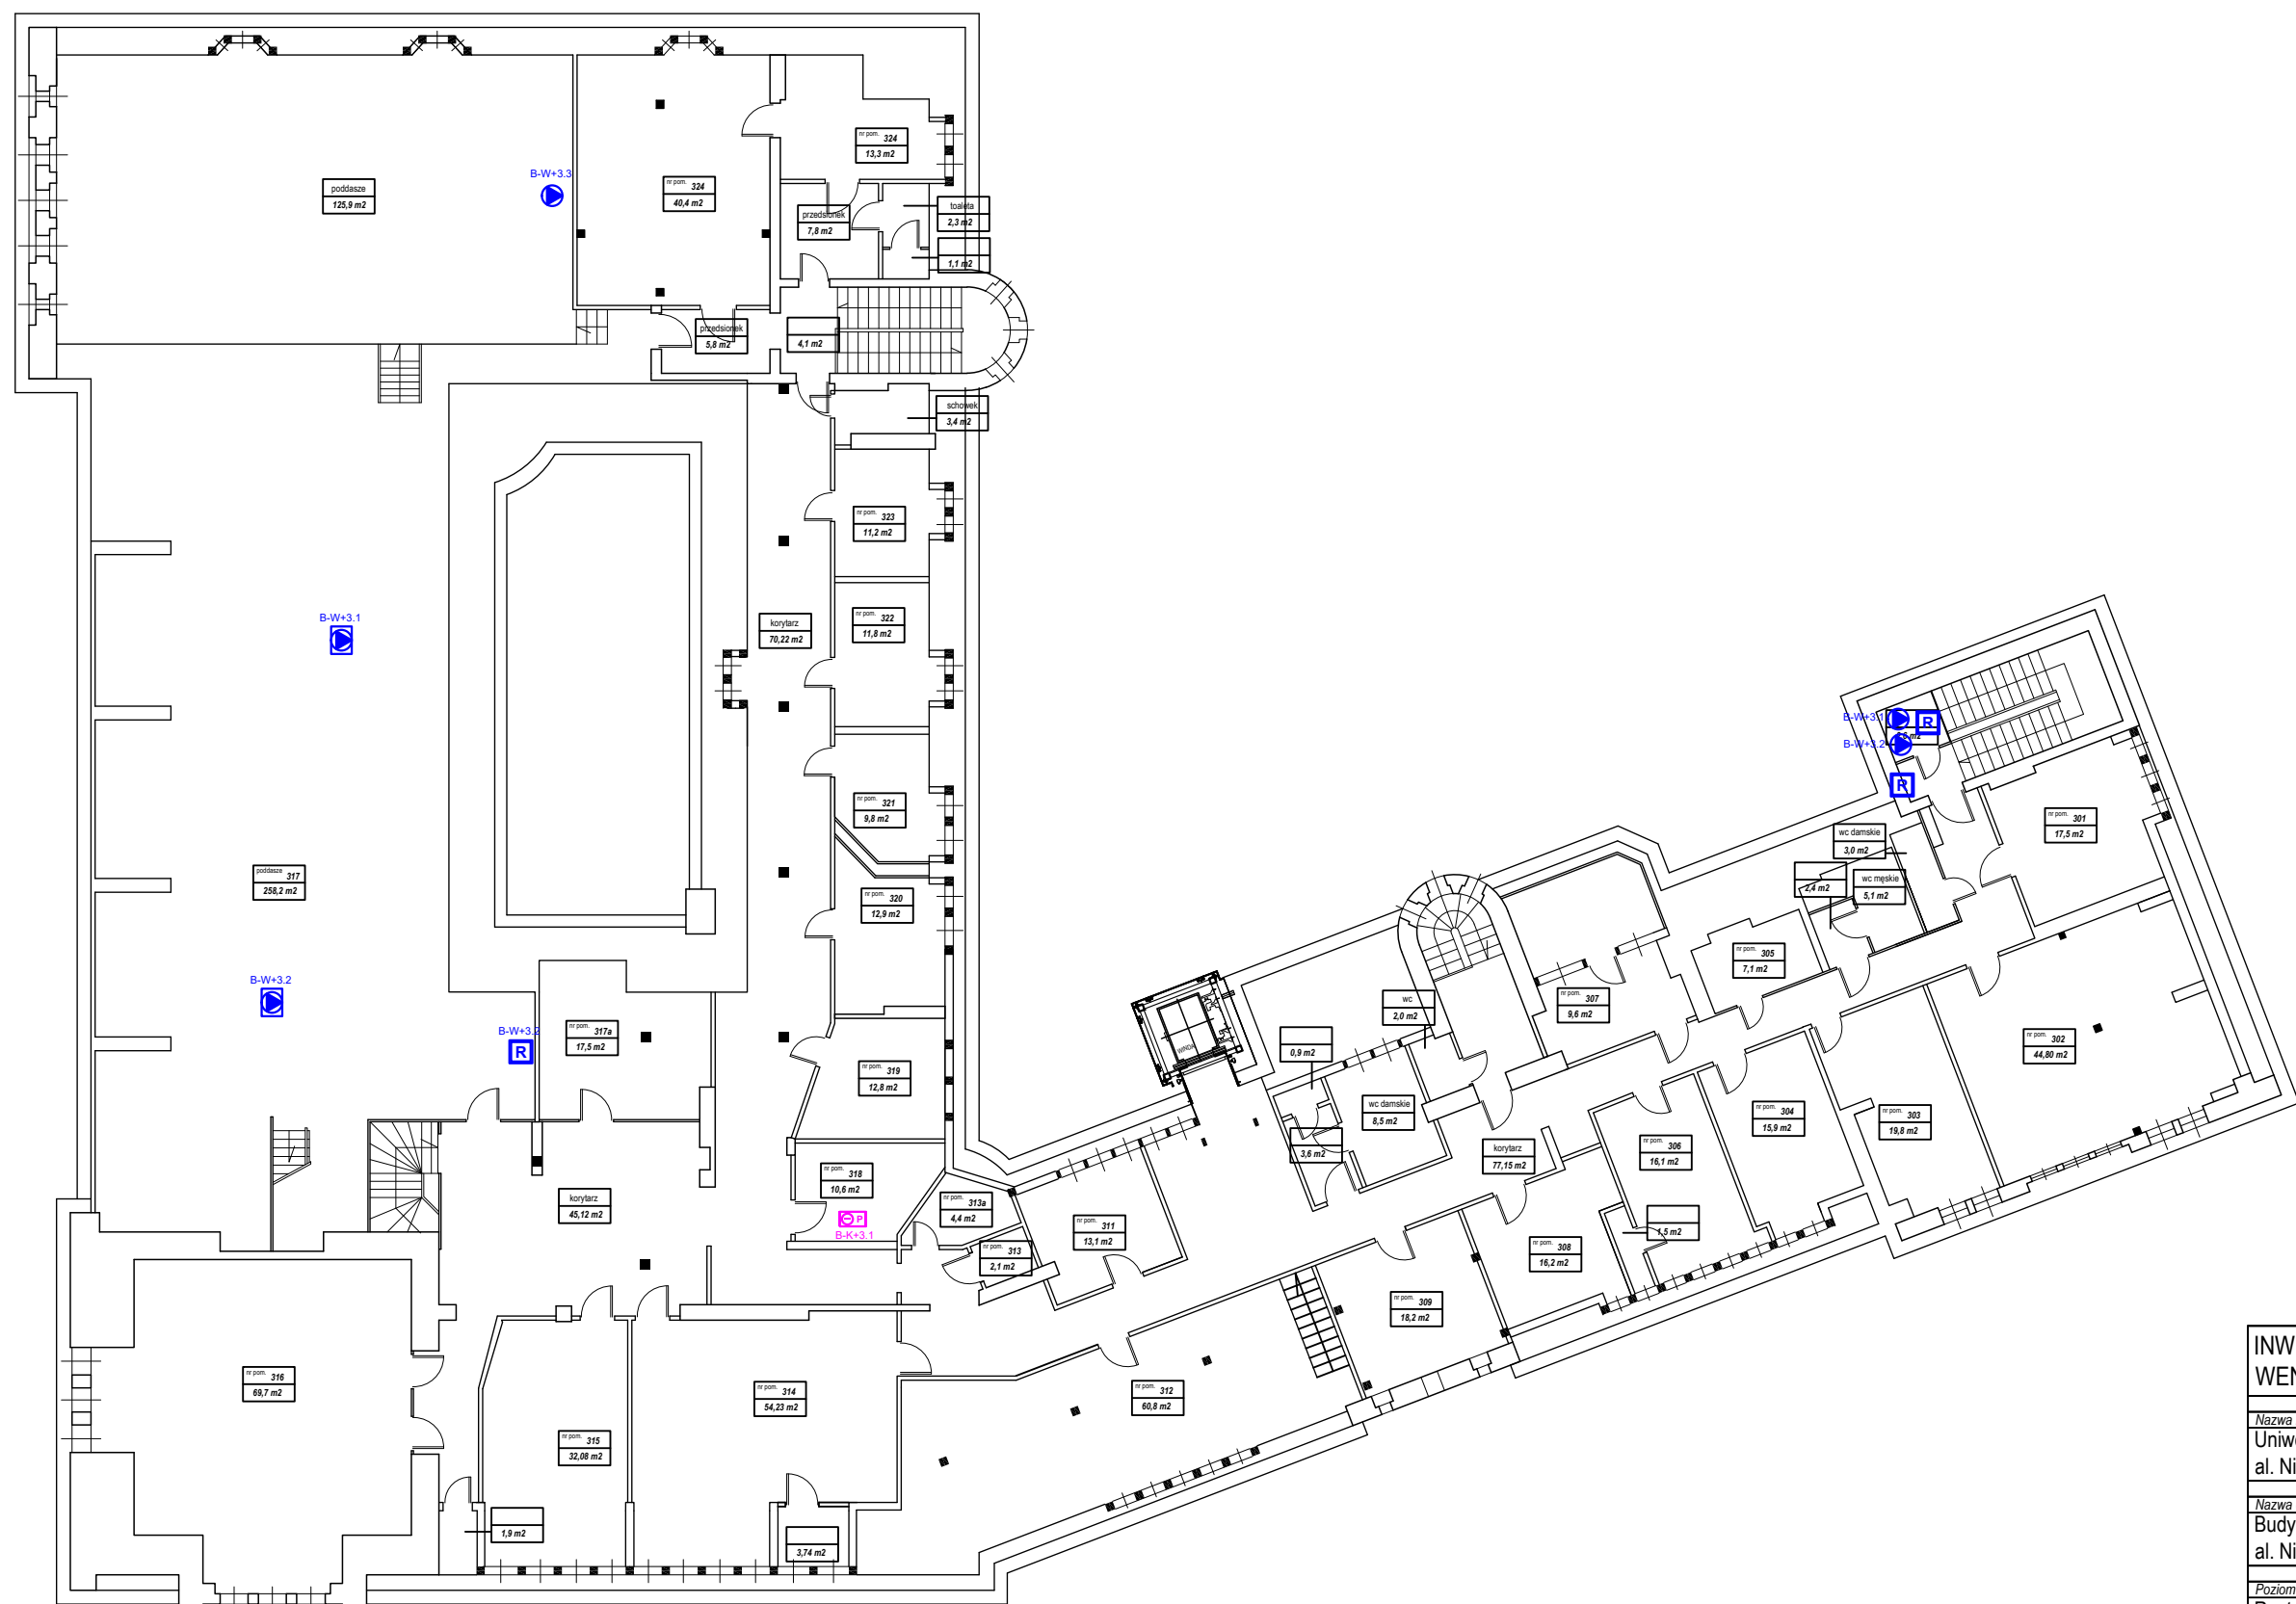 B-W+3.3
poddasze
125,9 m2
nr pom. 324
40,4 m2
nr pom. 324
13,3 m2
przedsionek
7,8 m2
toaleta
2,3 m2
1,1 m2
przedsionek
5,8 m2
4,1 m2
schowek
3,4 m2
nr pom. 323
11,2 m2
B-W+3.1
korytarz
70,22 m2
nr pom. 322
11,8 m2
nr pom. 321
9,8 m2
poddasze 317
258,2 m2
nr pom. 320
12,9 m2
B-W+3.2
B-W+3.2
R
nr pom. 317a
17,5 m2
nr pom. 319
12,8 m2
korytarz
45,12 m2
nr pom. 318
10,6 m2
P
B-K+3.1
nr pom. 313a
4,4 m2
nr pom. 313
2,1 m2
nr pom. 311
13,1 m2
nr pom. 316
69,7 m2
nr pom. 315
32,08 m2
nr pom. 314
54,23 m2
nr pom. 312
60,8 m2
1,9 m2
3,74 m2
WINDA
B-W+3.1
R
B-W+3.2
R
nr pom. 301
17,5 m2
wc damskie
3,0 m2
2,4 m2
wc męskie
5,1 m2
nr pom. 305
7,1 m2
nr pom. 307
9,6 m2
wc
2,0 m2
0,9 m2
wc damskie
8,5 m2
3,6 m2
korytarz
77,15 m2
nr pom. 302
44,80 m2
nr pom. 303
19,8 m2
nr pom. 304
15,9 m2
nr pom. 306
16,1 m2
1,5 m2
nr pom. 308
16,2 m2
nr pom. 309
18,2 m2
INW
WEN
Nazwa
Uniwe
al. Ni
Nazwa
Budy
al. Ni
Poziom